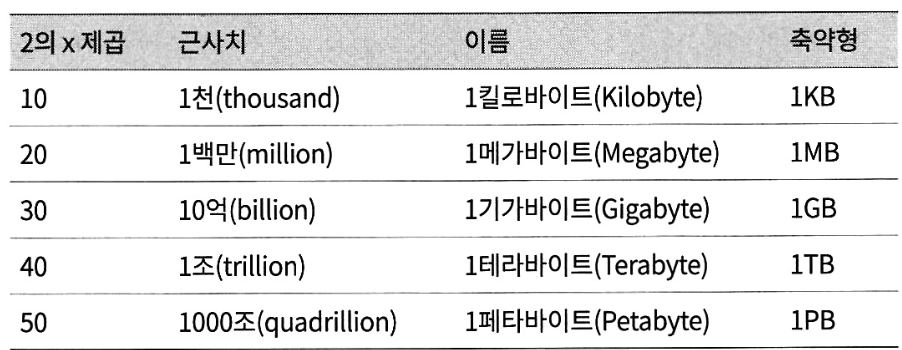 2의 x 제곱 근사치 이름 축약형
10 1천(thousand) 1킬로바이트(Kilobyte) 1KB
20 1백만(million) 1메가바이트(Megabyte) 1MB
30 10억(billion) 1기가바이트(Gigabyte) 1GB
40 1조(trillion) 1테라바이트(Terabyte) 1TB
50 1000조(quadrillion) 1페타바이트(Petabyte) 1PB